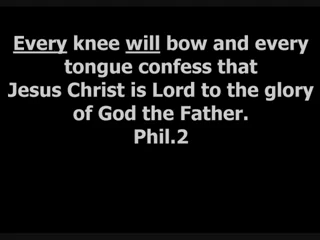 Every knee will bow and every
tongue confess that
Jesus Christ is Lord to the glory
of God the Father.
Phil.2